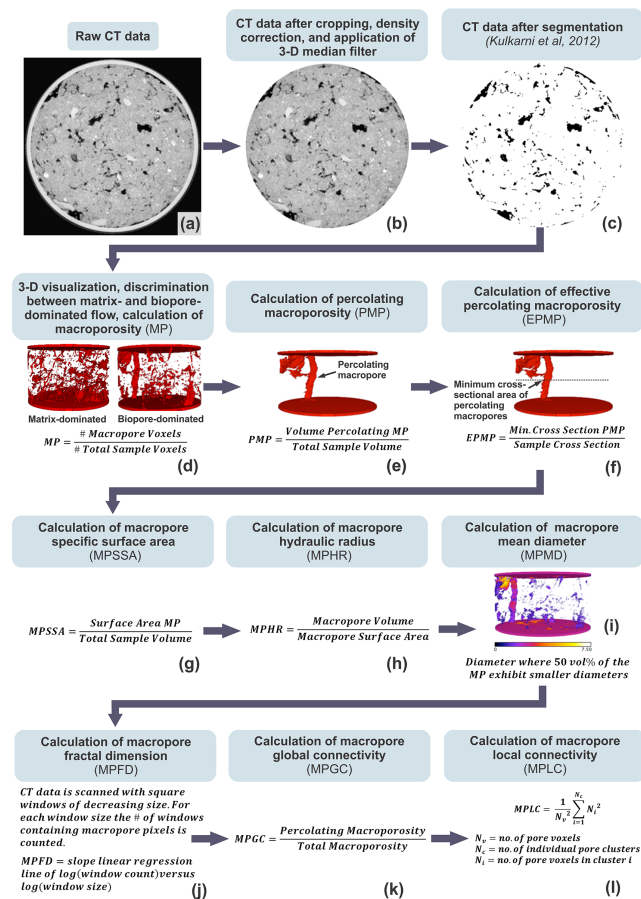 Raw CT data
CT data after cropping, density
correction, and application of
3-D median filter
CT data after segmentation
(Kulkarni et al, 2012)
(a)
(b)
(c)
3-D visualization, discrimination
between matrix- and biopore-
dominated flow, calculation of
macroporosity (MP)
Matrix-dominated
Biopore-dominated
MP = # Macropore Voxels / # Total Sample Voxels
(d)
Calculation of percolating
macroporosity (PMP)
Percolating
macropore
PMP = Volume Percolating MP / Total Sample Volume
(e)
Calculation of effective
percolating macroporosity
(EPMP)
Minimum cross-
sectional area of
percolating
macropores
EPMP = Min. Cross Section PMP / Sample Cross Section
(f)
Calculation of macropore
specific surface area
(MPSSA)
MPSSA = Surface Area MP / Total Sample Volume
(g)
Calculation of macropore
hydraulic radius
(MPHR)
MPHR = Macropore Volume / Macropore Surface Area
(h)
Calculation of macropore
mean diameter
(MPMD)
0 7.50
(i)
Diameter where 50 vol% of the
MP exhibit smaller diameters
Calculation of macropore
fractal dimension
(MPFD)
CT data is scanned with square
windows of decreasing size. For
each window size the # of windows
containing macropore pixels is
counted.
MPFD = slope linear regression
line of log(window count)versus
log(window size)
(j)
Calculation of macropore
global connectivity
(MPGC)
MPGC = Percolating Macroporosity / Total Macroporosity
(k)
Calculation of macropore
local connectivity
(MPLC)
MPLC = 1/N_v² ∑_{i=1}^{N_c} N_i²
N_v = no. of pore voxels
N_c = no. of individual pore clusters
N_i = no. of pore voxels in cluster i
(l)